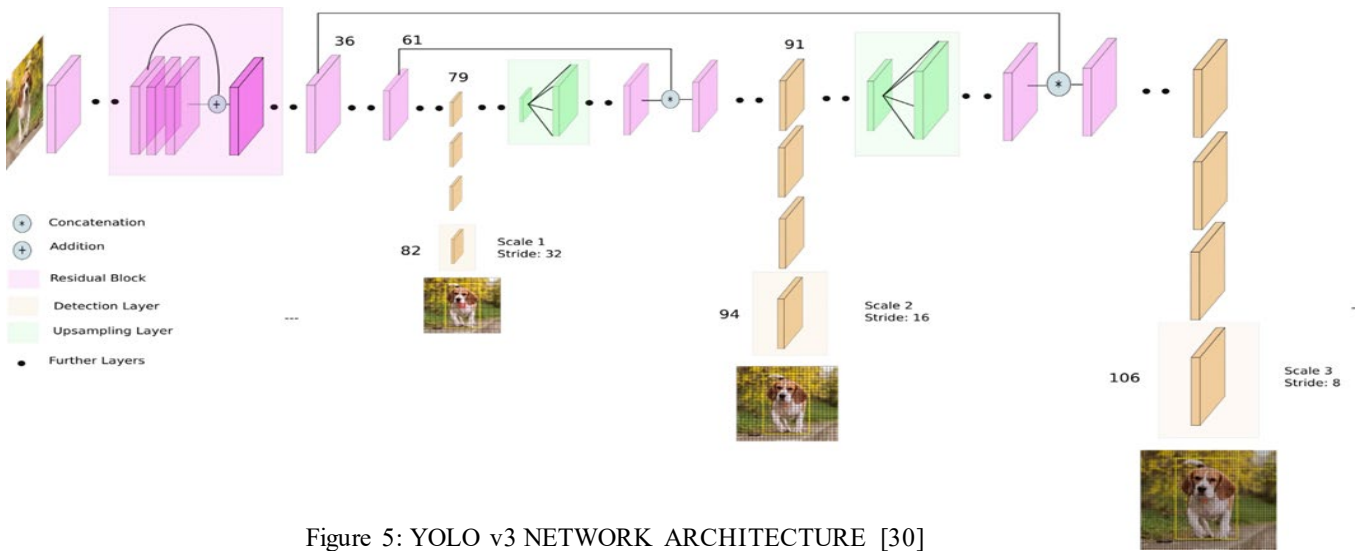 36
61
79
91
+
*
*
* Concatenation
+ Addition
Residual Block
Detection Layer
Upsampling Layer
Further Layers
---
82
Scale 1
Stride: 32
94
Scale 2
Stride: 16
106
Scale 3
Stride: 8
Figure 5: YOLO v3 NETWORK ARCHITECTURE [30]